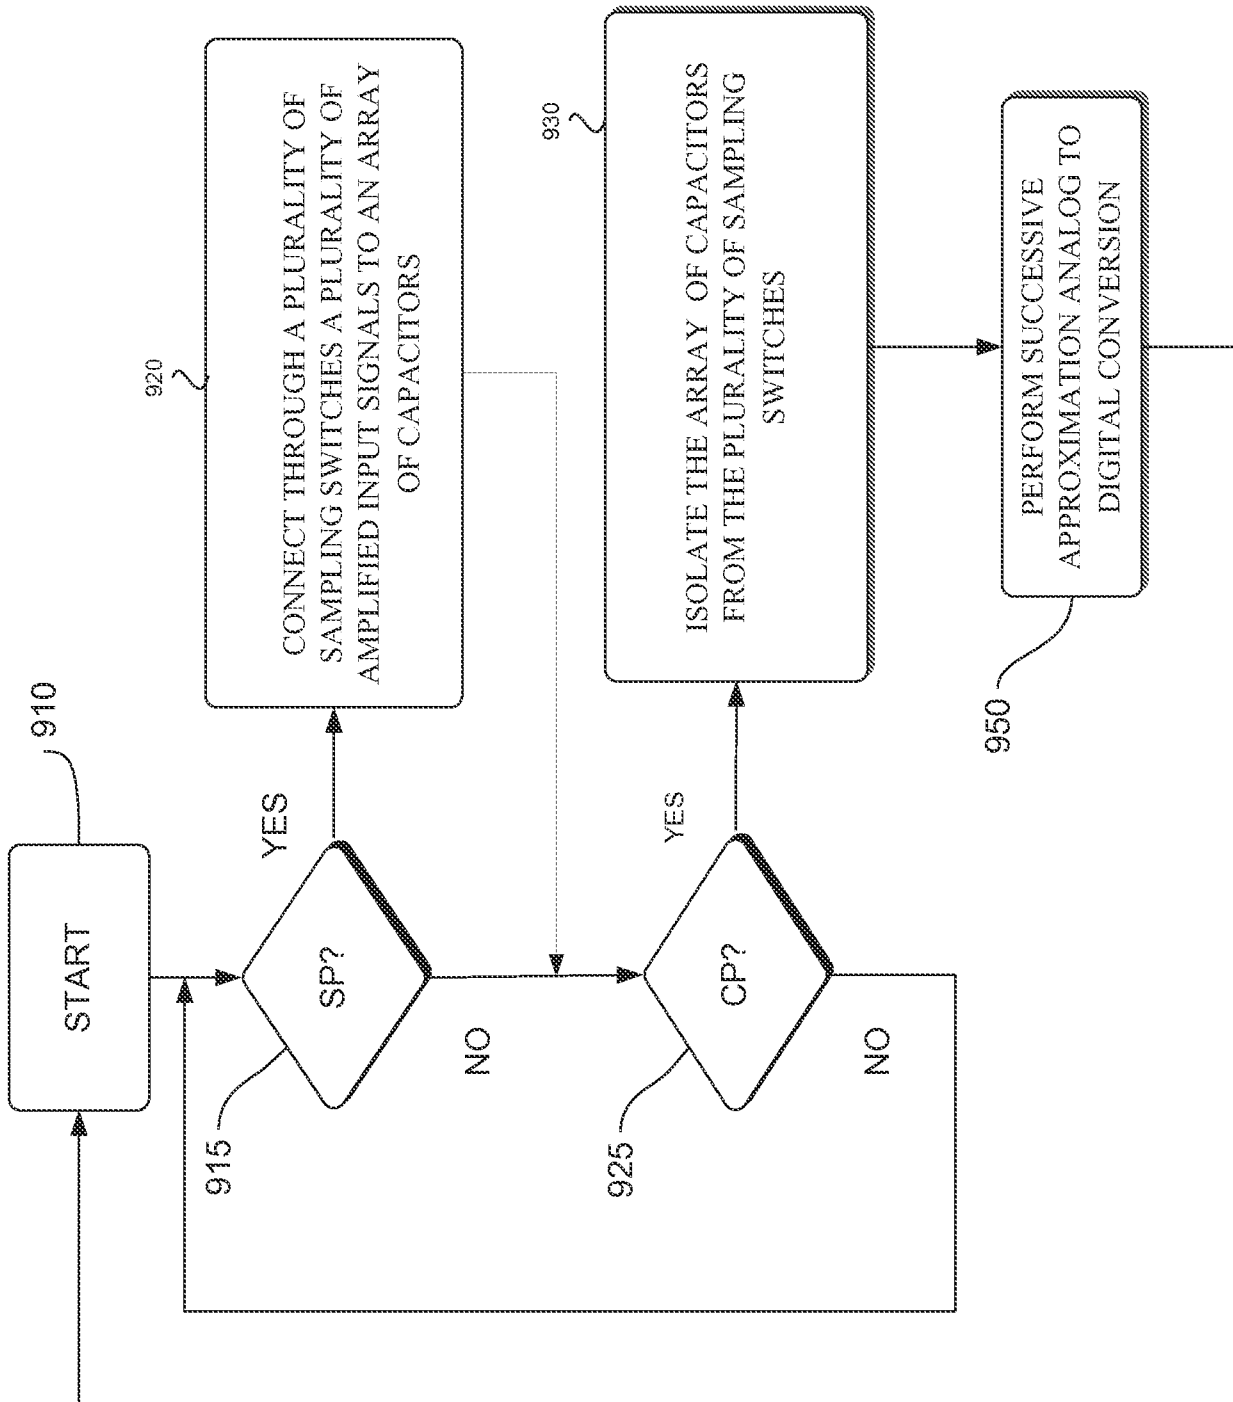 910
START
915
SP?
YES
NO
920
CONNECT THROUGH A PLURALITY OF
SAMPLING SWITCHES A PLURALITY OF
AMPLIFIED INPUT SIGNALS TO AN ARRAY
OF CAPACITORS
925
CP?
YES
NO
930
ISOLATE THE ARRAY OF CAPACITORS
FROM THE PLURALITY OF SAMPLING
SWITCHES
950
PERFORM SUCCESSIVE
APPROXIMATION ANALOG TO
DIGITAL CONVERSION